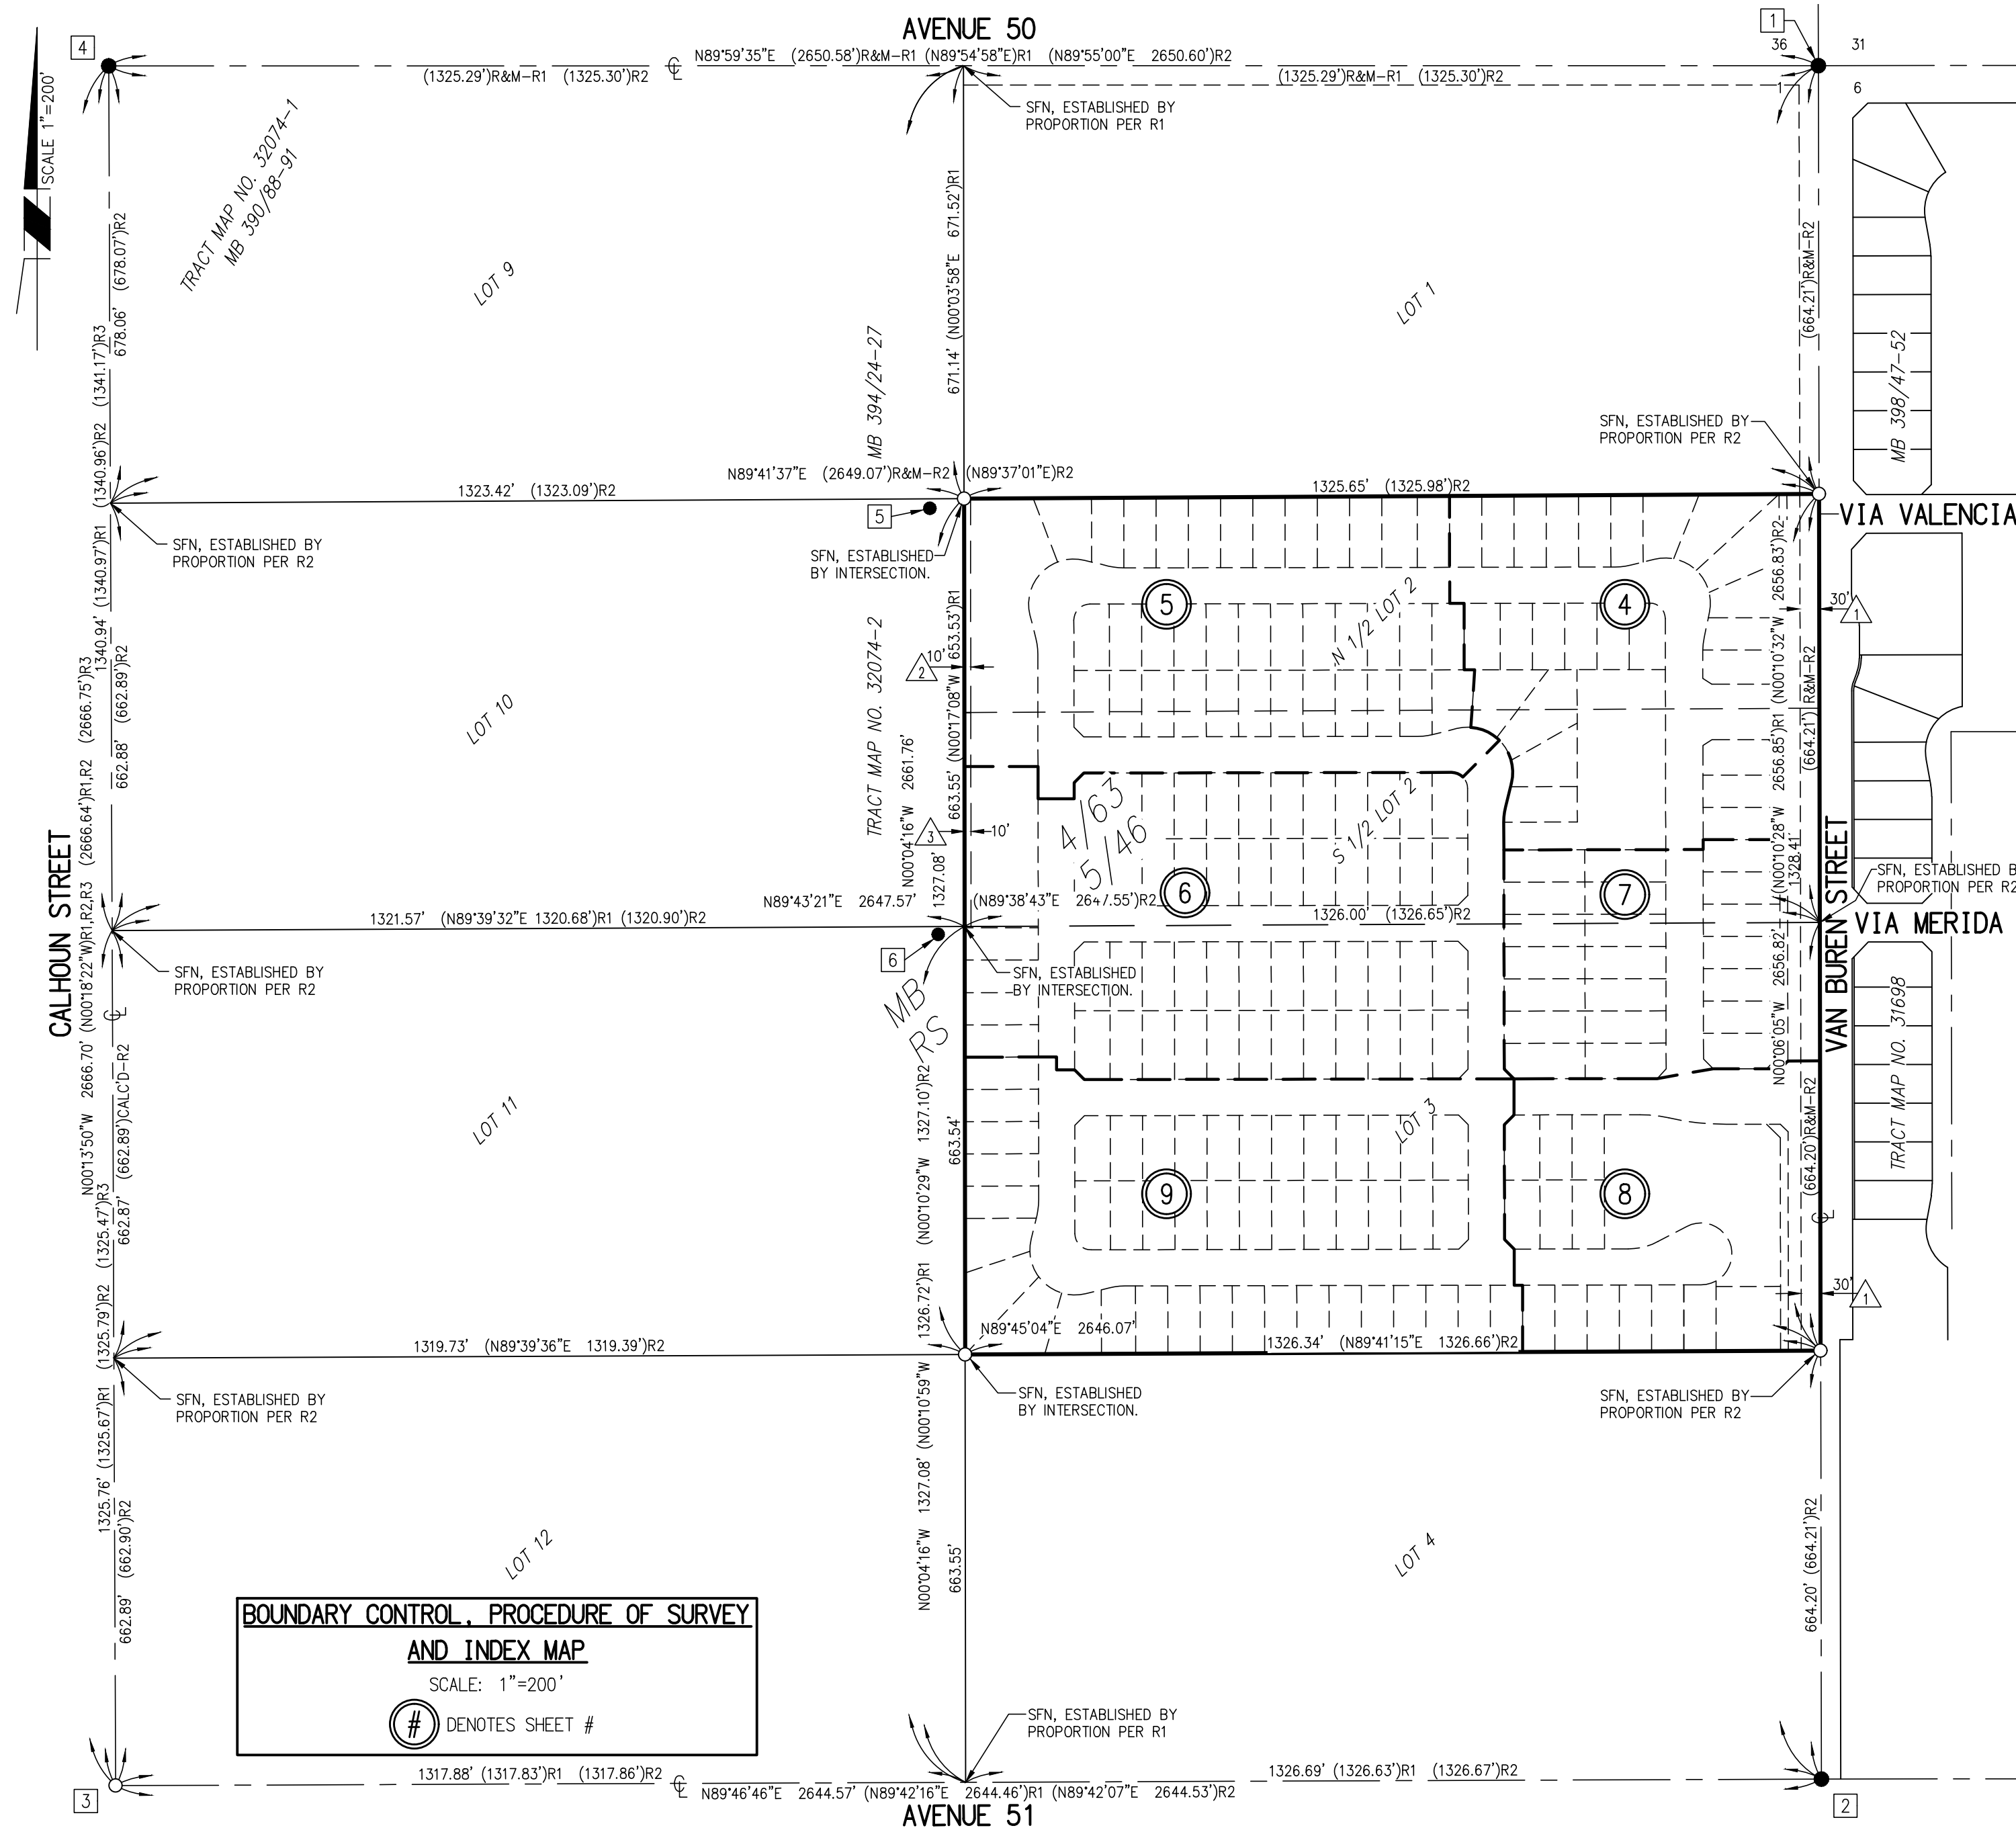 AVENUE 50
4
1
36
31
1
6
N89°59'35"E (2650.58')R&M-R1 (N89°54'58"E)R1 (N89°55'00"E 2650.60')R2
(1325.29')R&M-R1 (1325.30')R2
(1325.29')R&M-R1 (1325.30')R2
SCALE 1"=200'
SFN, ESTABLISHED BY
PROPORTION PER R1
TRACT MAP NO. 32074-1
MB 390/88-91
LOT 9
LOT 1
678.06' (678.07')R2
(1340.96')R2 (1341.17')R3
1340.94' (1340.97')R1
671.14' (N00°03'58"E 671.52')R1
(664.21')R&M-R2
MB 398/47-52
MB 394/24-27
SFN, ESTABLISHED BY
PROPORTION PER R2
N89°41'37"E (2649.07')R&M-R2 (N89°37'01"E)R2
1323.42' (1323.09')R2
1325.65' (1325.98')R2
5
VIA VALENCIA
SFN, ESTABLISHED BY
PROPORTION PER R2
SFN, ESTABLISHED
BY INTERSECTION.
5
4
N 1/2 LOT 2
30'
1
10'
2
663.55' (N00°17'08"W 653.53')R1
TRACT MAP NO. 32074-2
LOT 10
662.88' (662.89')R2
N00°13'50"W 2666.70' (N00°18'22"W)R1,R2,R3 (2666.64')R1,R2 (2666.75')R3
N00°04'16"W 2661.76'
1327.08'
3
10'
4/63
5/46
S 1/2 LOT 2
N00°06'05"W 2656.82' (N00°10'28"W 2656.85')R1 (N00°10'32"W 2656.83')R2
1328.41'
(664.21') R&M-R2
CALHOUN STREET
VAN BUREN STREET
6
7
SFN, ESTABLISHED B
PROPORTION PER R2
N89°43'21"E 2647.57' (N89°38'43"E 2647.55')R2
1321.57' (N89°39'32"E 1320.68')R1 (1320.90')R2
1326.00' (1326.65')R2
VIA MERIDA
6
SFN, ESTABLISHED BY
PROPORTION PER R2
SFN, ESTABLISHED
BY INTERSECTION.
MB
RS
TRACT MAP NO. 31698
662.87' (662.89')CALC'D-R2
LOT 11
LOT 3
663.54'
(664.20')R&M-R2
9
8
30'
1
1325.76' (1325.67')R1 (1325.79')R2 (1325.47')R3
1326.72')R1 (N00°10'29"W 1327.10')R2
N00°04'16"W 1327.08' (N00°10'59"W
N89°45'04"E 2646.07'
1319.73' (N89°39'36"E 1319.39')R2
1326.34' (N89°41'15"E 1326.66')R2
SFN, ESTABLISHED BY
PROPORTION PER R2
SFN, ESTABLISHED
BY INTERSECTION.
SFN, ESTABLISHED BY
PROPORTION PER R2
662.89' (662.90')R2
LOT 12
663.55'
LOT 4
664.20' (664.21')R2
BOUNDARY CONTROL, PROCEDURE OF SURVEY
AND INDEX MAP
SCALE: 1"=200'
# DENOTES SHEET #
SFN, ESTABLISHED BY
PROPORTION PER R1
1317.88' (1317.83')R1 (1317.86')R2
1326.69' (1326.63')R1 (1326.67')R2
N89°46'46"E 2644.57' (N89°42'16"E 2644.46')R1 (N89°42'07"E 2644.53')R2
3
2
AVENUE 51